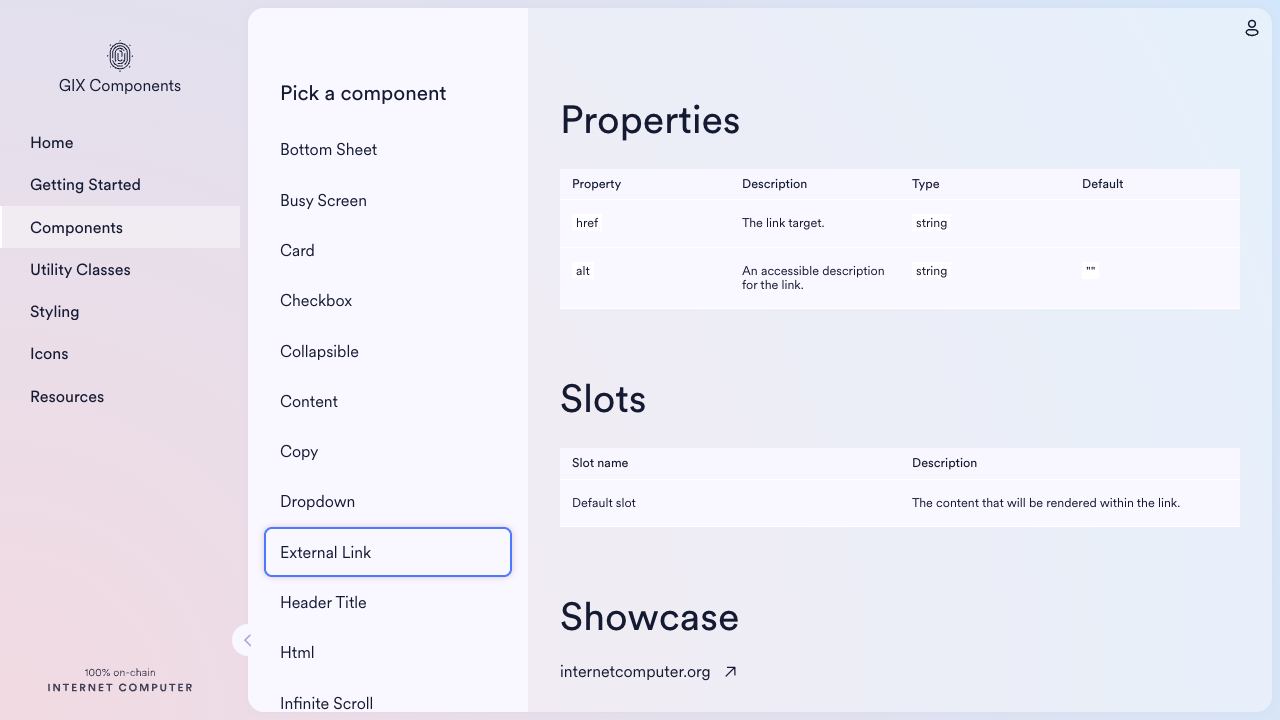 GIX Components
Home
Getting Started
Components
Utility Classes
Styling
Icons
Resources
100% on-chain
INTERNET COMPUTER
Pick a component
Bottom Sheet
Busy Screen
Card
Checkbox
Collapsible
Content
Copy
Dropdown
External Link
Header Title
Html
Infinite Scroll
Properties
Property Description Type Default
href The link target. string
alt An accessible description for the link. string ""
Slots
Slot name Description
Default slot The content that will be rendered within the link.
Showcase
internetcomputer.org